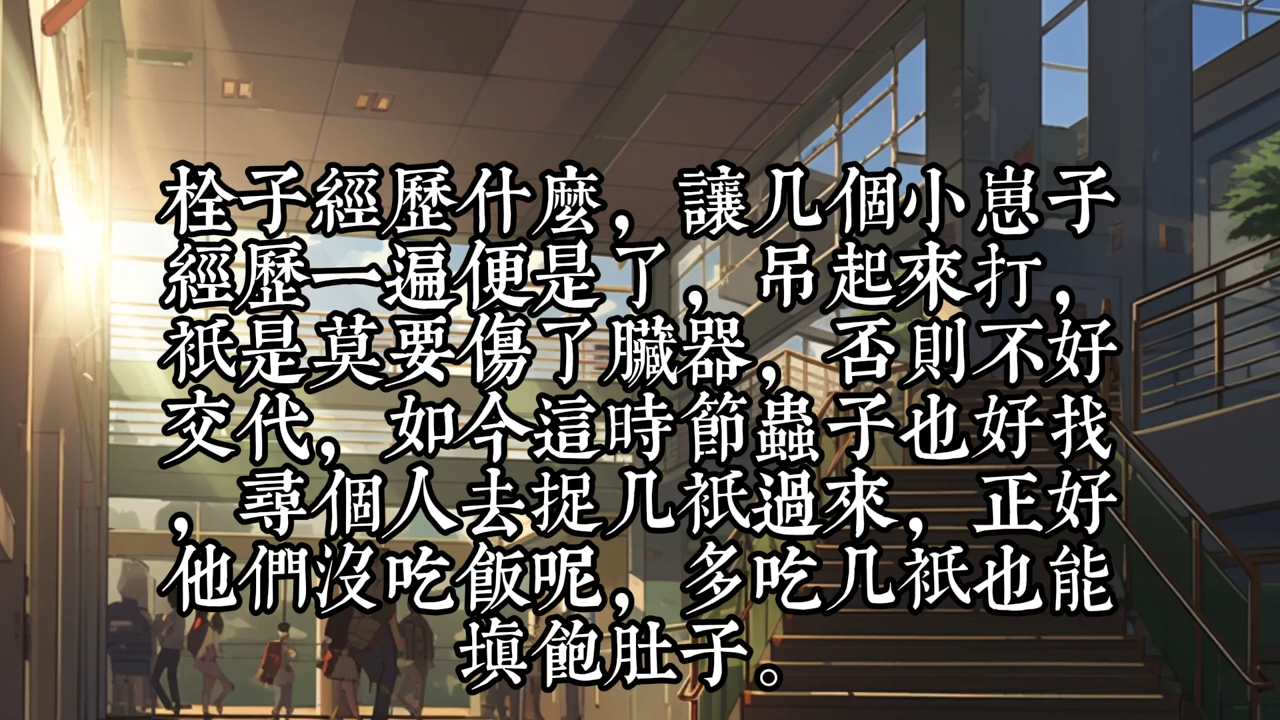 栓子經歷什麼，讓几個小崽子
經歷一遍便是了，吊起來打，
衹是莫要傷了臟器，否則不好
交代，如今這時節蟲子也好找
，尋個人去捉几衹過來，正好
他們沒吃飯呢，多吃几衹也能
填飽肚子。